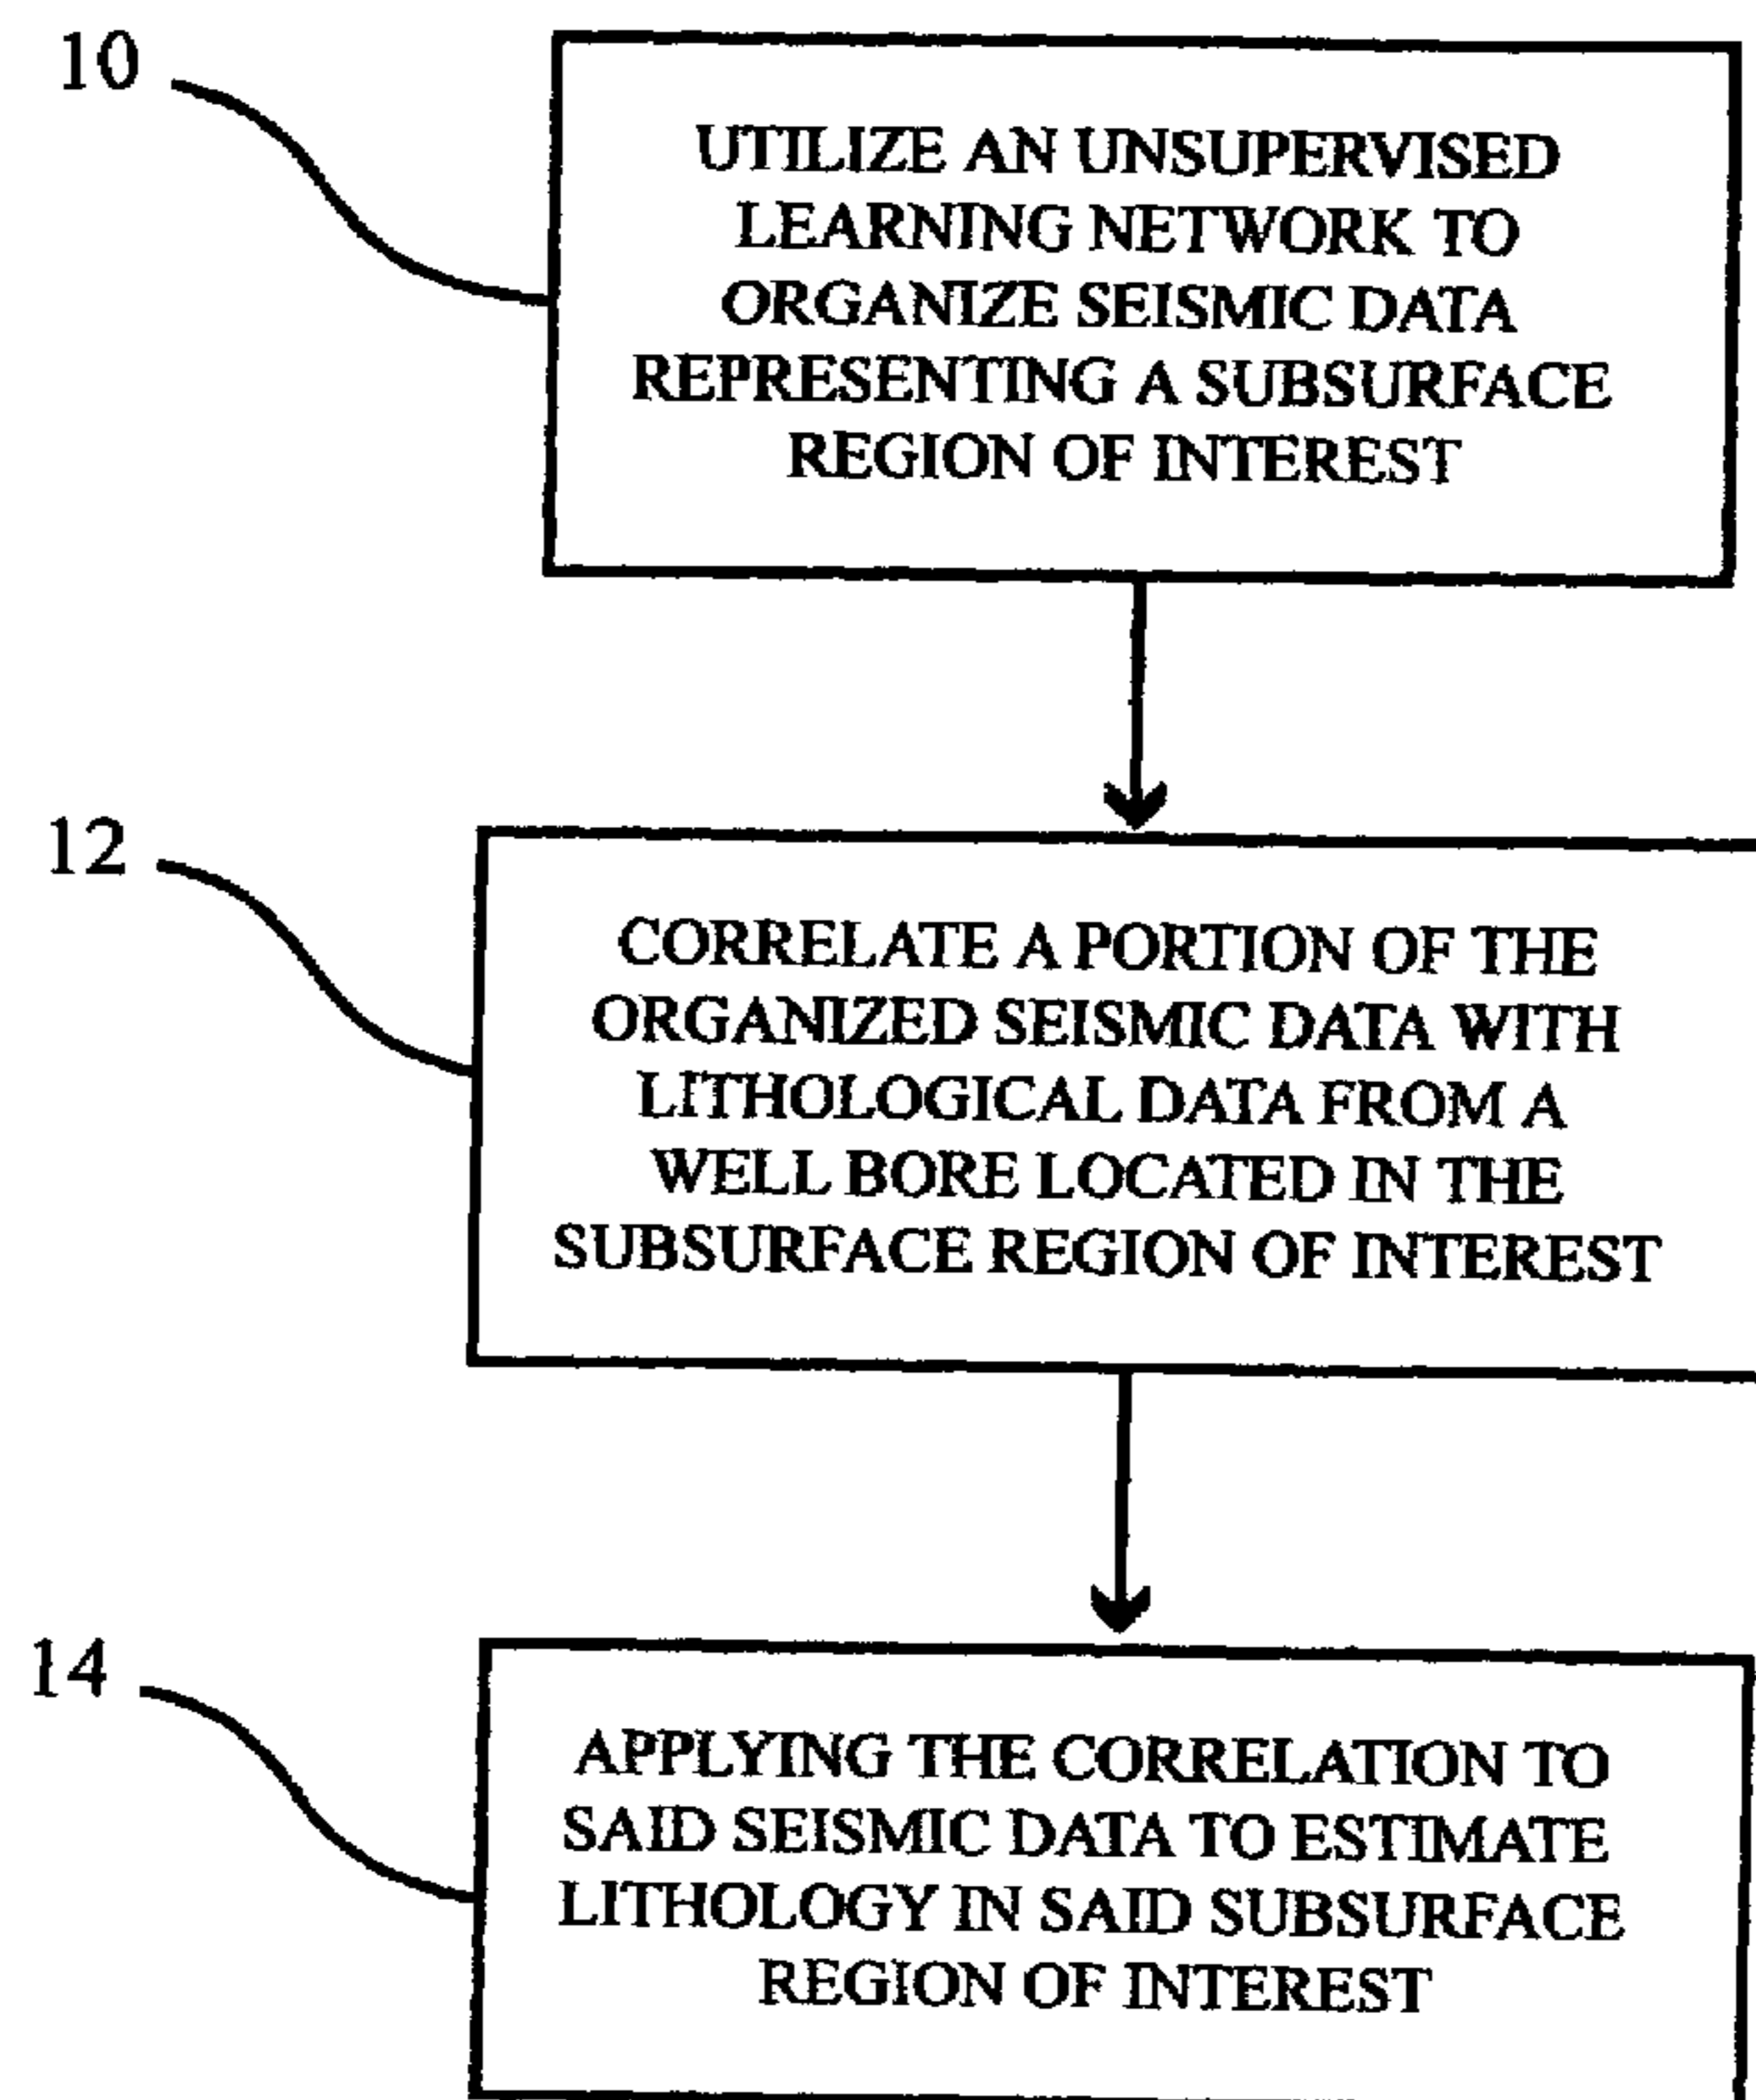 10
UTILIZE AN UNSUPERVISED
LEARNING NETWORK TO
ORGANIZE SEISMIC DATA
REPRESENTING A SUBSURFACE
REGION OF INTEREST
12
CORRELATE A PORTION OF THE
ORGANIZED SEISMIC DATA WITH
LITHOLOGICAL DATA FROM A
WELL BORE LOCATED IN THE
SUBSURFACE REGION OF INTEREST
14
APPLYING THE CORRELATION TO
SAID SEISMIC DATA TO ESTIMATE
LITHOLOGY IN SAID SUBSURFACE
REGION OF INTEREST